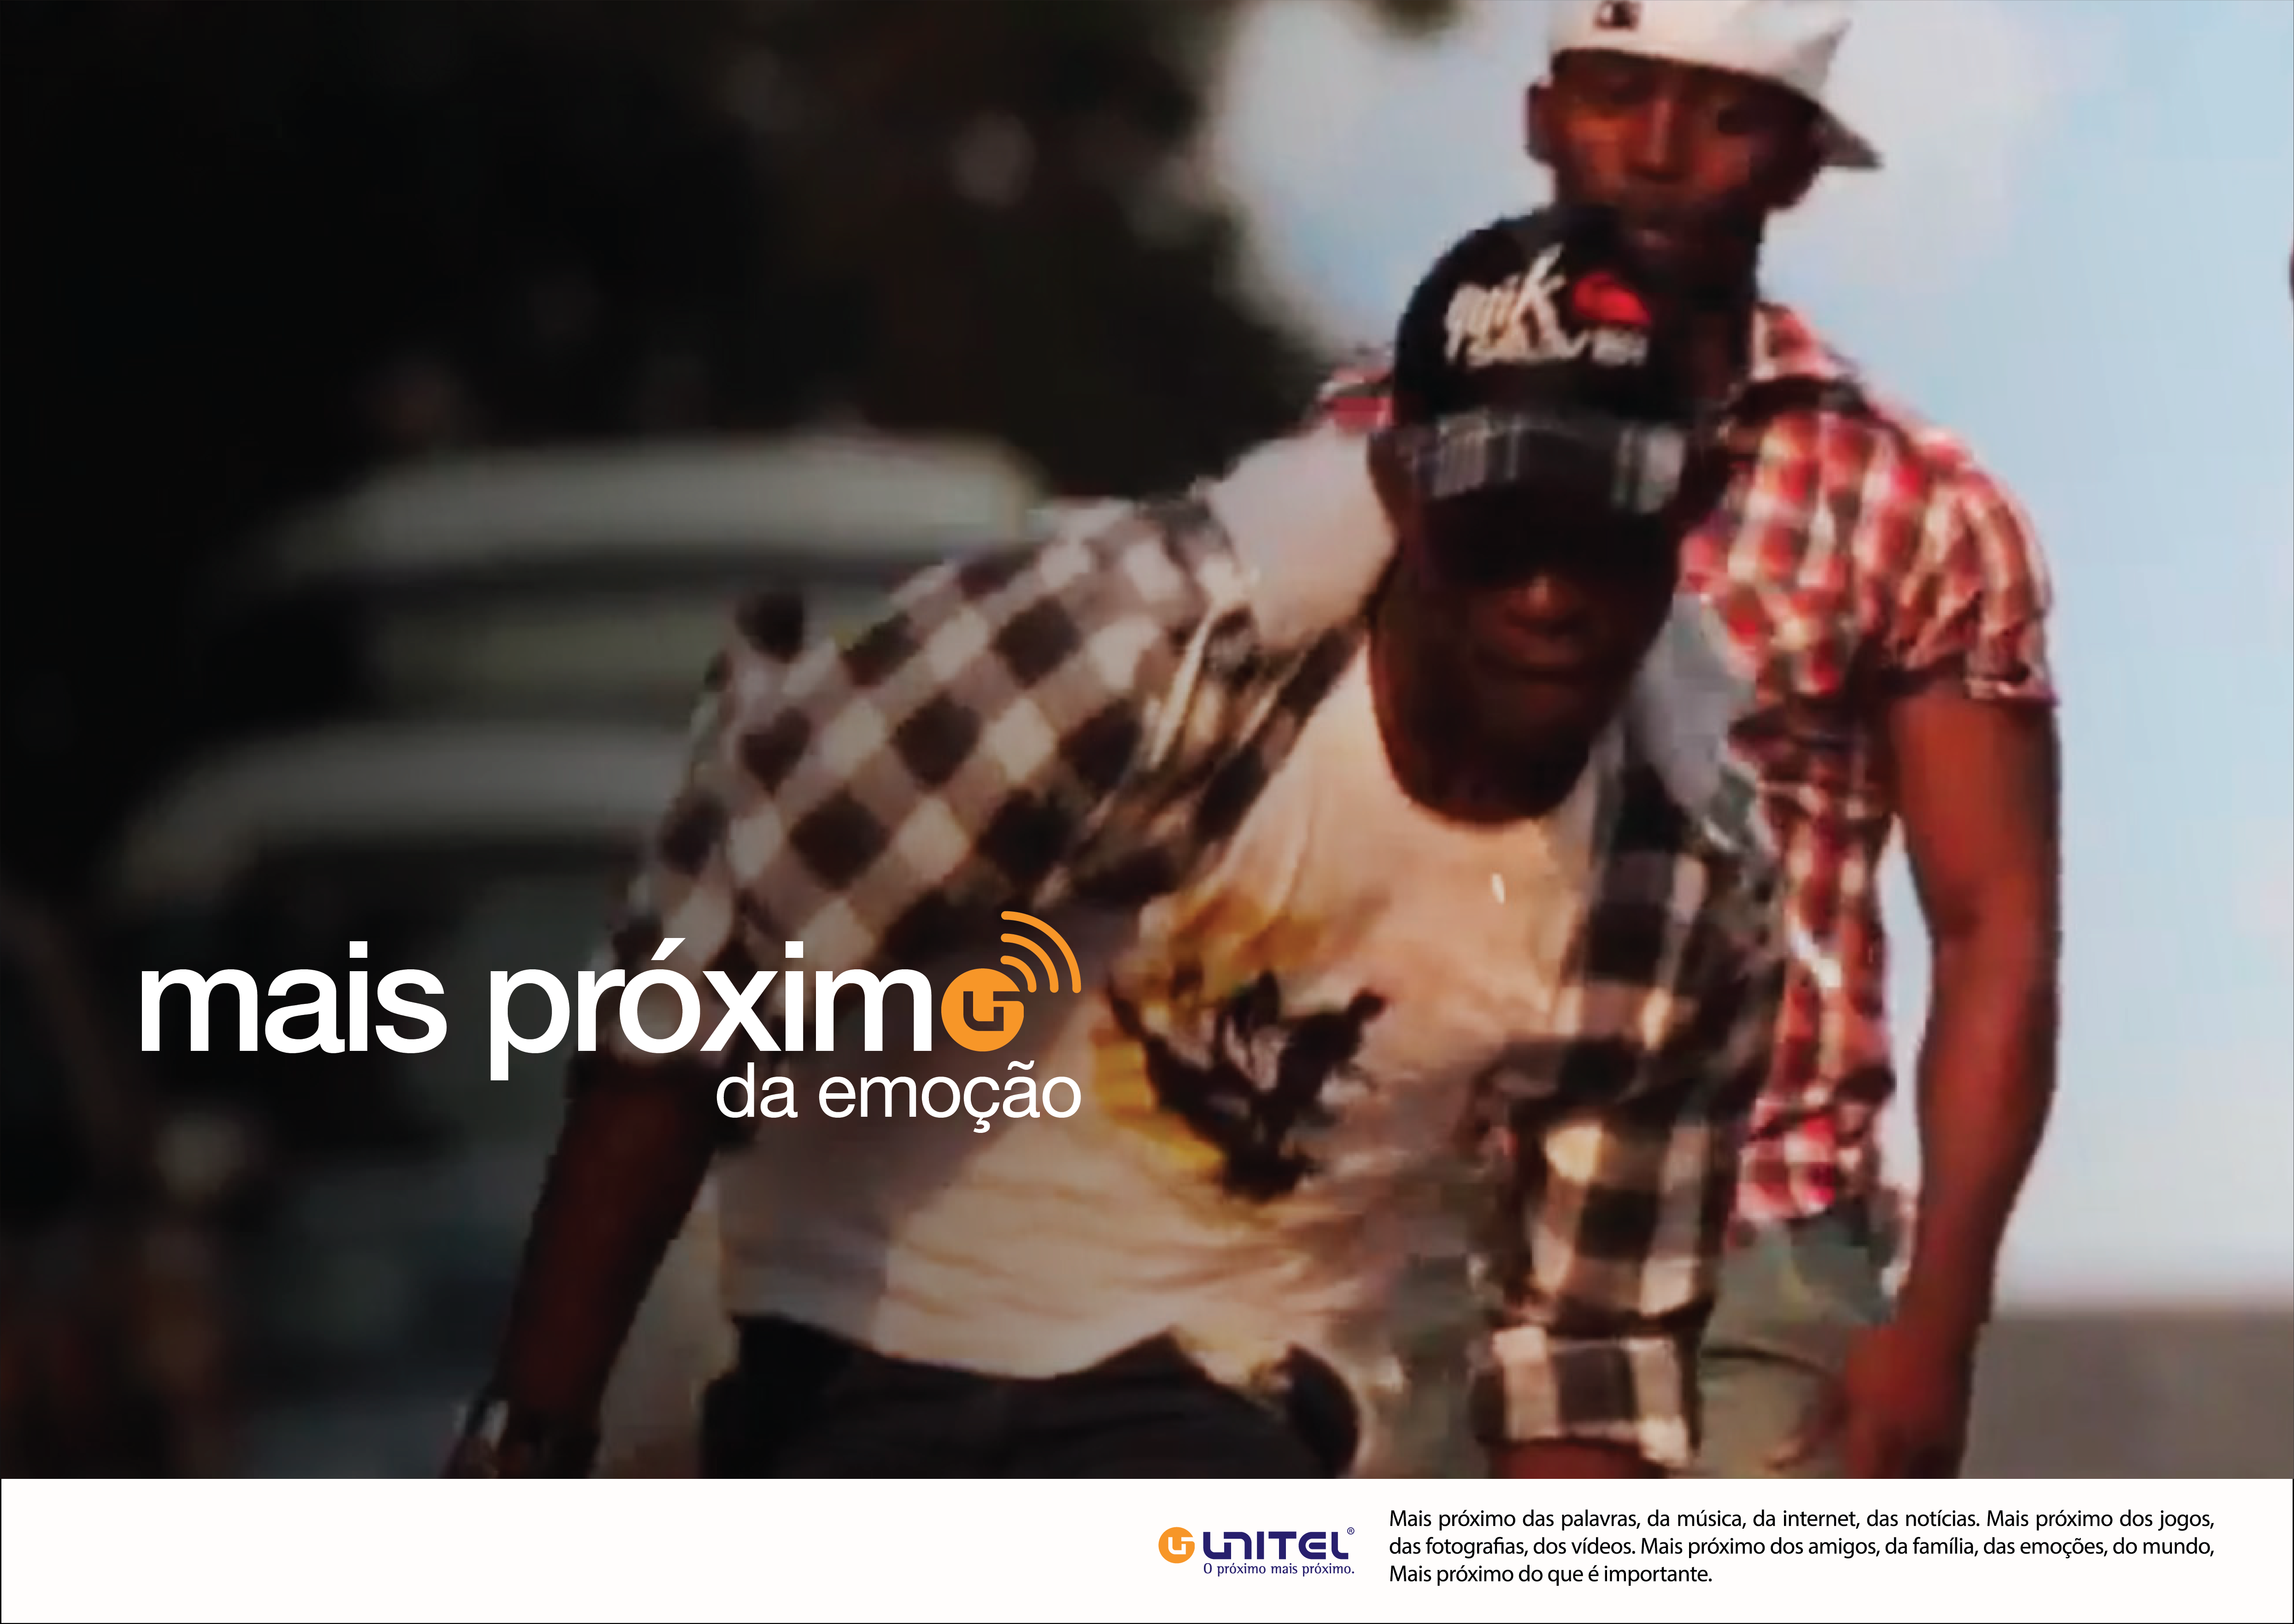 mais próximo
da emoção
UNITEL®
O próximo mais próximo.
Mais próximo das palavras, da música, da internet, das notícias. Mais próximo dos jogos,
das fotografias, dos vídeos. Mais próximo dos amigos, da família, das emoções, do mundo,
Mais próximo do que é importante.